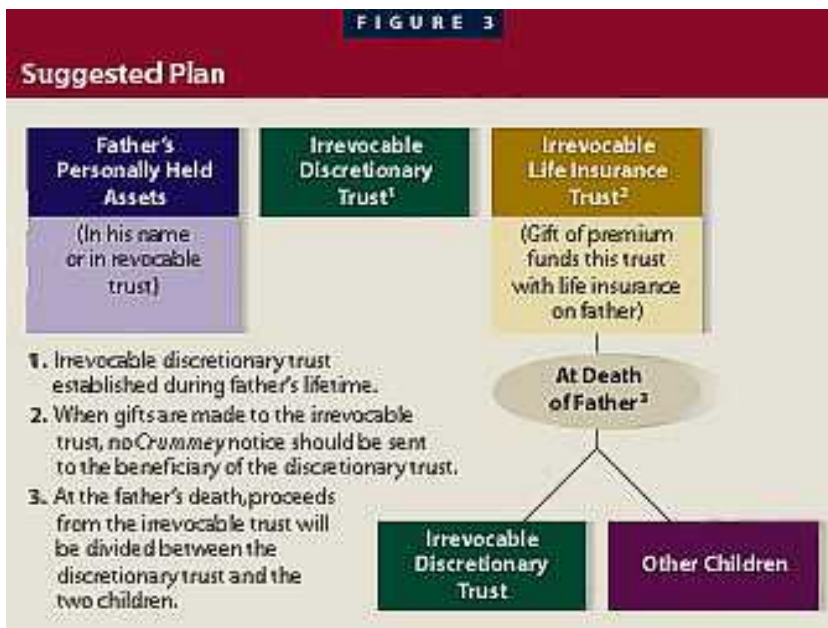 FIGURE 3
Suggested Plan
Father's
Personally Held
Assets
(In his name
or in revocable
trust)
Irrevocable
Discretionary
Trust¹
Irrevocable
Life Insurance
Trust²
(Gift of premium
funds this trust
with life insurance
on father)
At Death
of Father³
1. Irrevocable discretionary trust
established during father's lifetime.
2. When gifts are made to the irrevocable
trust, no Crummey notice should be sent
to the beneficiary of the discretionary trust.
3. At the father's death, proceeds
from the irrevocable trust will
be divided between the
discretionary trust and the
two children.
Irrevocable
Discretionary
Trust
Other Children